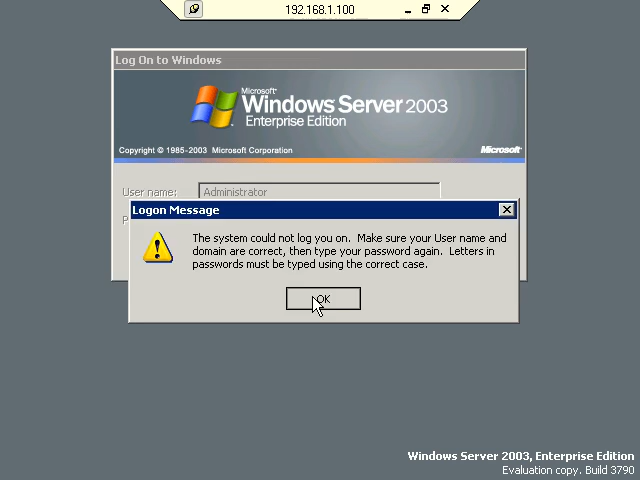 192.168.1.100
Log On to Windows
Microsoft
Windows Server 2003
Enterprise Edition
Copyright © 1985-2003 Microsoft Corporation
Microsoft
User name: Administrator
P
Logon Message
The system could not log you on. Make sure your User name and
domain are correct, then type your password again. Letters in
passwords must be typed using the correct case.
OK
Windows Server 2003, Enterprise Edition
Evaluation copy. Build 3790